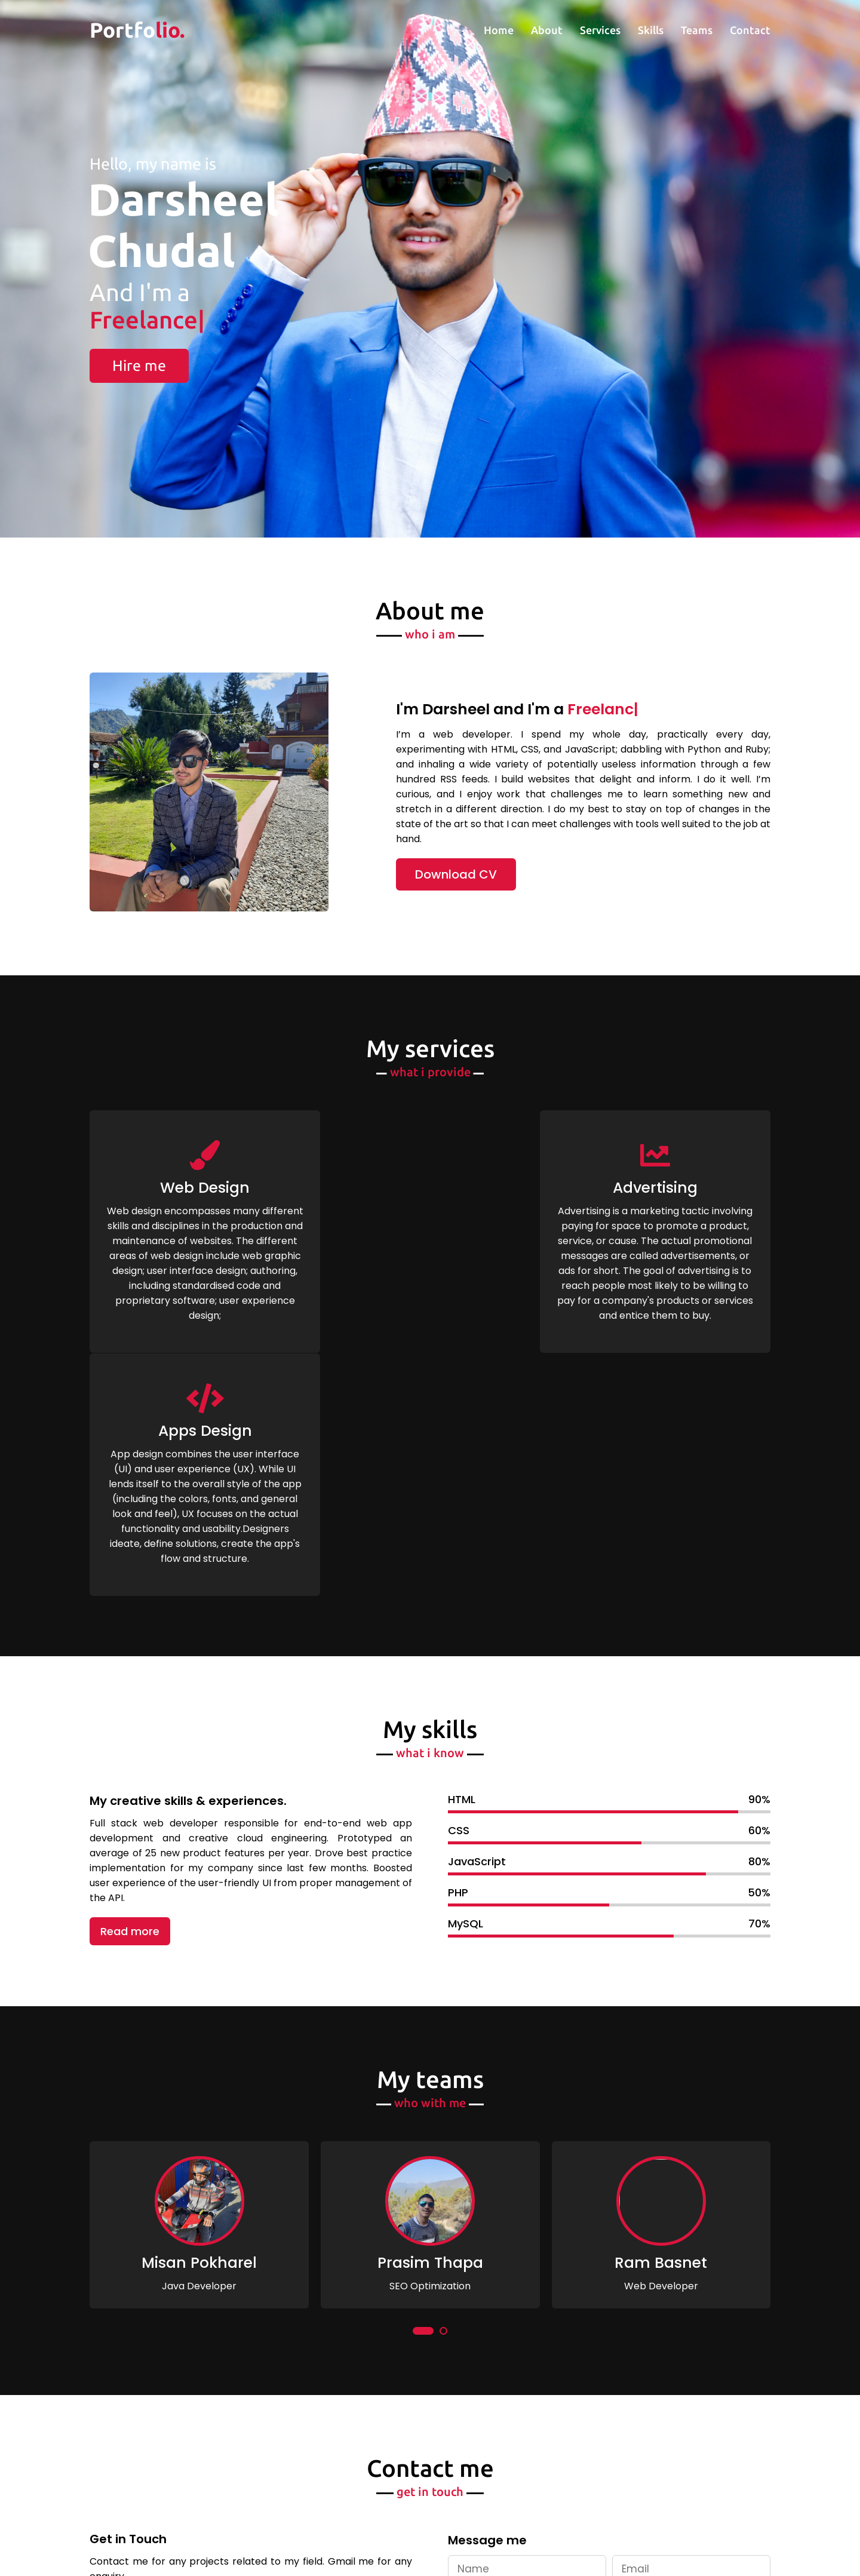 Portfolio.
Home About Services Skills Teams Contact
Hello, my name is
Darsheel
Chudal
And I'm a
Freelance|
Hire me
About me
who i am
I'm Darsheel and I'm a Freelanc|
I'm a web developer. I spend my whole day, practically every day,
experimenting with HTML, CSS, and JavaScript; dabbling with Python and Ruby;
and inhaling a wide variety of potentially useless information through a few
hundred RSS feeds. I build websites that delight and inform. I do it well. I'm
curious, and I enjoy work that challenges me to learn something new and
stretch in a different direction. I do my best to stay on top of changes in the
state of the art so that I can meet challenges with tools well suited to the job at
hand.
Download CV
My services
what i provide
Web Design
Web design encompasses many different
skills and disciplines in the production and
maintenance of websites. The different
areas of web design include web graphic
design; user interface design; authoring,
including standardised code and
proprietary software; user experience
design;
Advertising
Advertising is a marketing tactic involving
paying for space to promote a product,
service, or cause. The actual promotional
messages are called advertisements, or
ads for short. The goal of advertising is to
reach people most likely to be willing to
pay for a company's products or services
and entice them to buy.
Apps Design
App design combines the user interface
(UI) and user experience (UX). While UI
lends itself to the overall style of the app
(including the colors, fonts, and general
look and feel), UX focuses on the actual
functionality and usability.Designers
ideate, define solutions, create the app's
flow and structure.
My skills
what i know
My creative skills & experiences.
Full stack web developer responsible for end-to-end web app
development and creative cloud engineering. Prototyped an
average of 25 new product features per year. Drove best practice
implementation for my company since last few months. Boosted
user experience of the user-friendly UI from proper management of
the API.
Read more
HTML 90%
CSS 60%
JavaScript 80%
PHP 50%
MySQL 70%
My teams
who with me
Misan Pokharel
Java Developer
Prasim Thapa
SEO Optimization
Ram Basnet
Web Developer
Contact me
get in touch
Get in Touch
Contact me for any projects related to my field. Gmail me for any
Message me
Name
Email